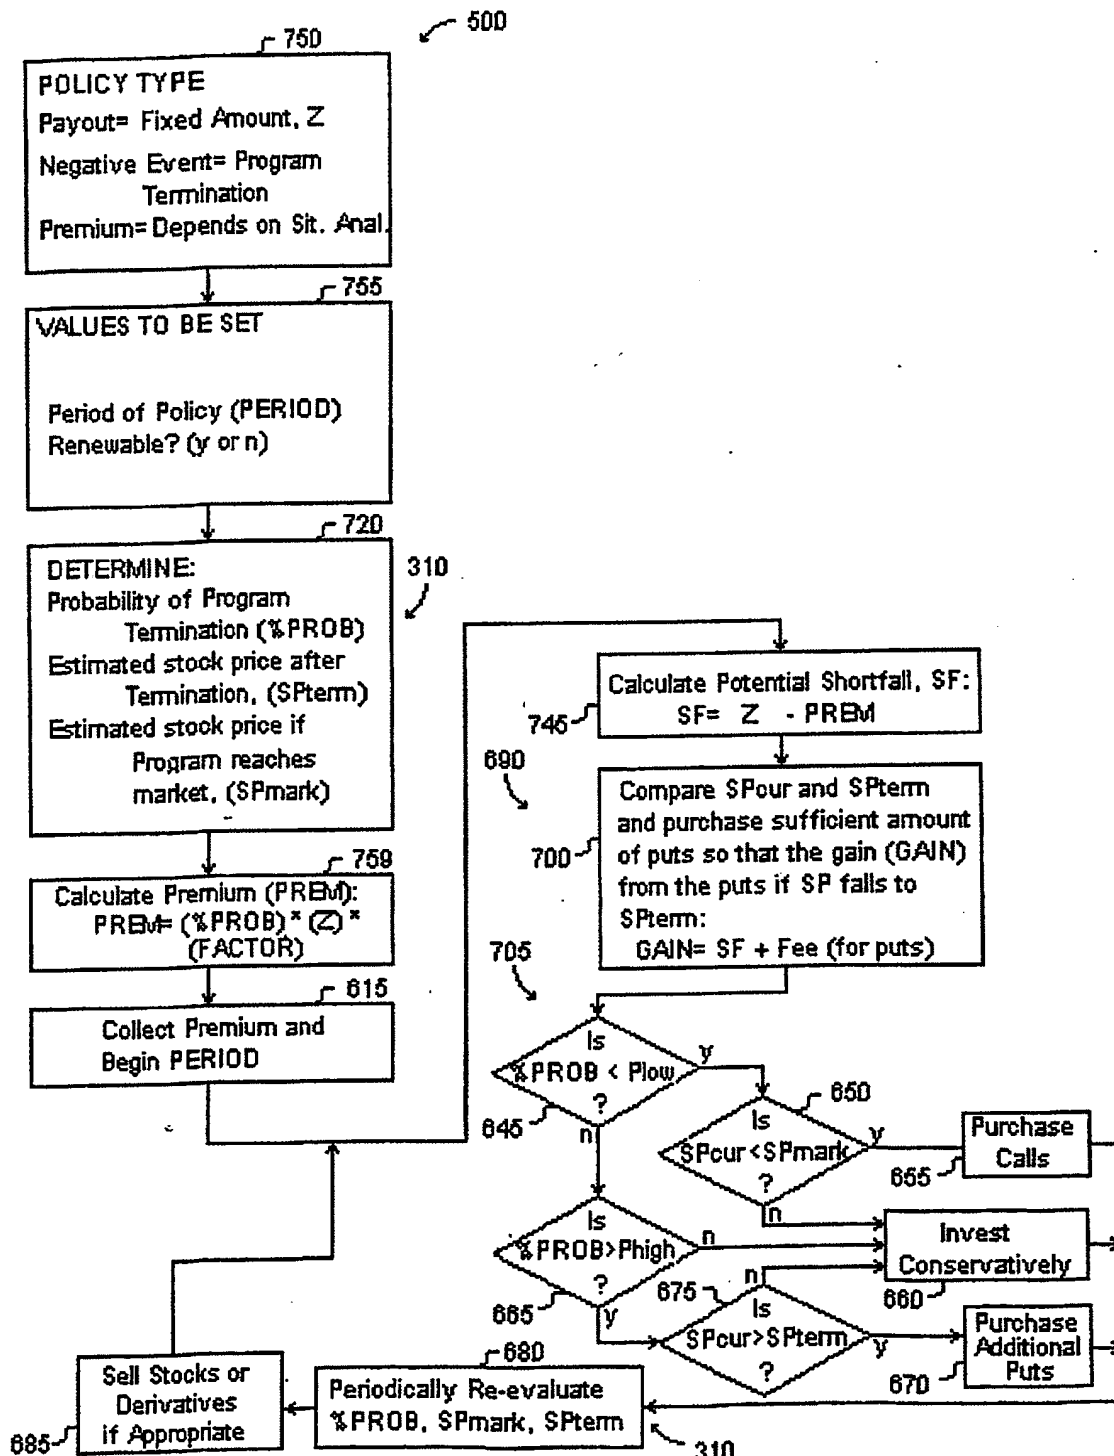 500
750
POLICY TYPE
Payout= Fixed Amount, Z
Negative Event= Program
Termination
Premium= Depends on Sit. Anal.
755
VALUES TO BE SET
Period of Policy (PERIOD)
Renewable? (y or n)
720
310
DETERMINE:
Probability of Program
Termination (%PROB)
Estimated stock price after
Termination, (SPterm)
Estimated stock price if
Program reaches
market, (SPmark)
759
Calculate Premium (PREM):
PREM= (%PROB) * (Z) *
(FACTOR)
615
Collect Premium and
Begin PERIOD
Calculate Potential Shortfall, SF:
SF= Z - PREM
745
690
Compare SPcur and SPterm
and purchase sufficient amount
of puts so that the gain (GAIN)
from the puts if SP falls to
SPterm:
GAIN= SF + Fee (for puts)
700
705
Is
%PROB < Plow
?
y
n
645
650
Is
SPcur<SPmark
?
y
n
Purchase
Calls
655
Is
%PROB>Phigh
?
n
y
665
Invest
Conservatively
660
675
n
Is
SPcur>SPterm
?
y
Purchase
Additional
Puts
670
680
Periodically Re-evaluate
%PROB, SPmark, SPterm
310
Sell Stocks or
Derivatives
if Appropriate
685